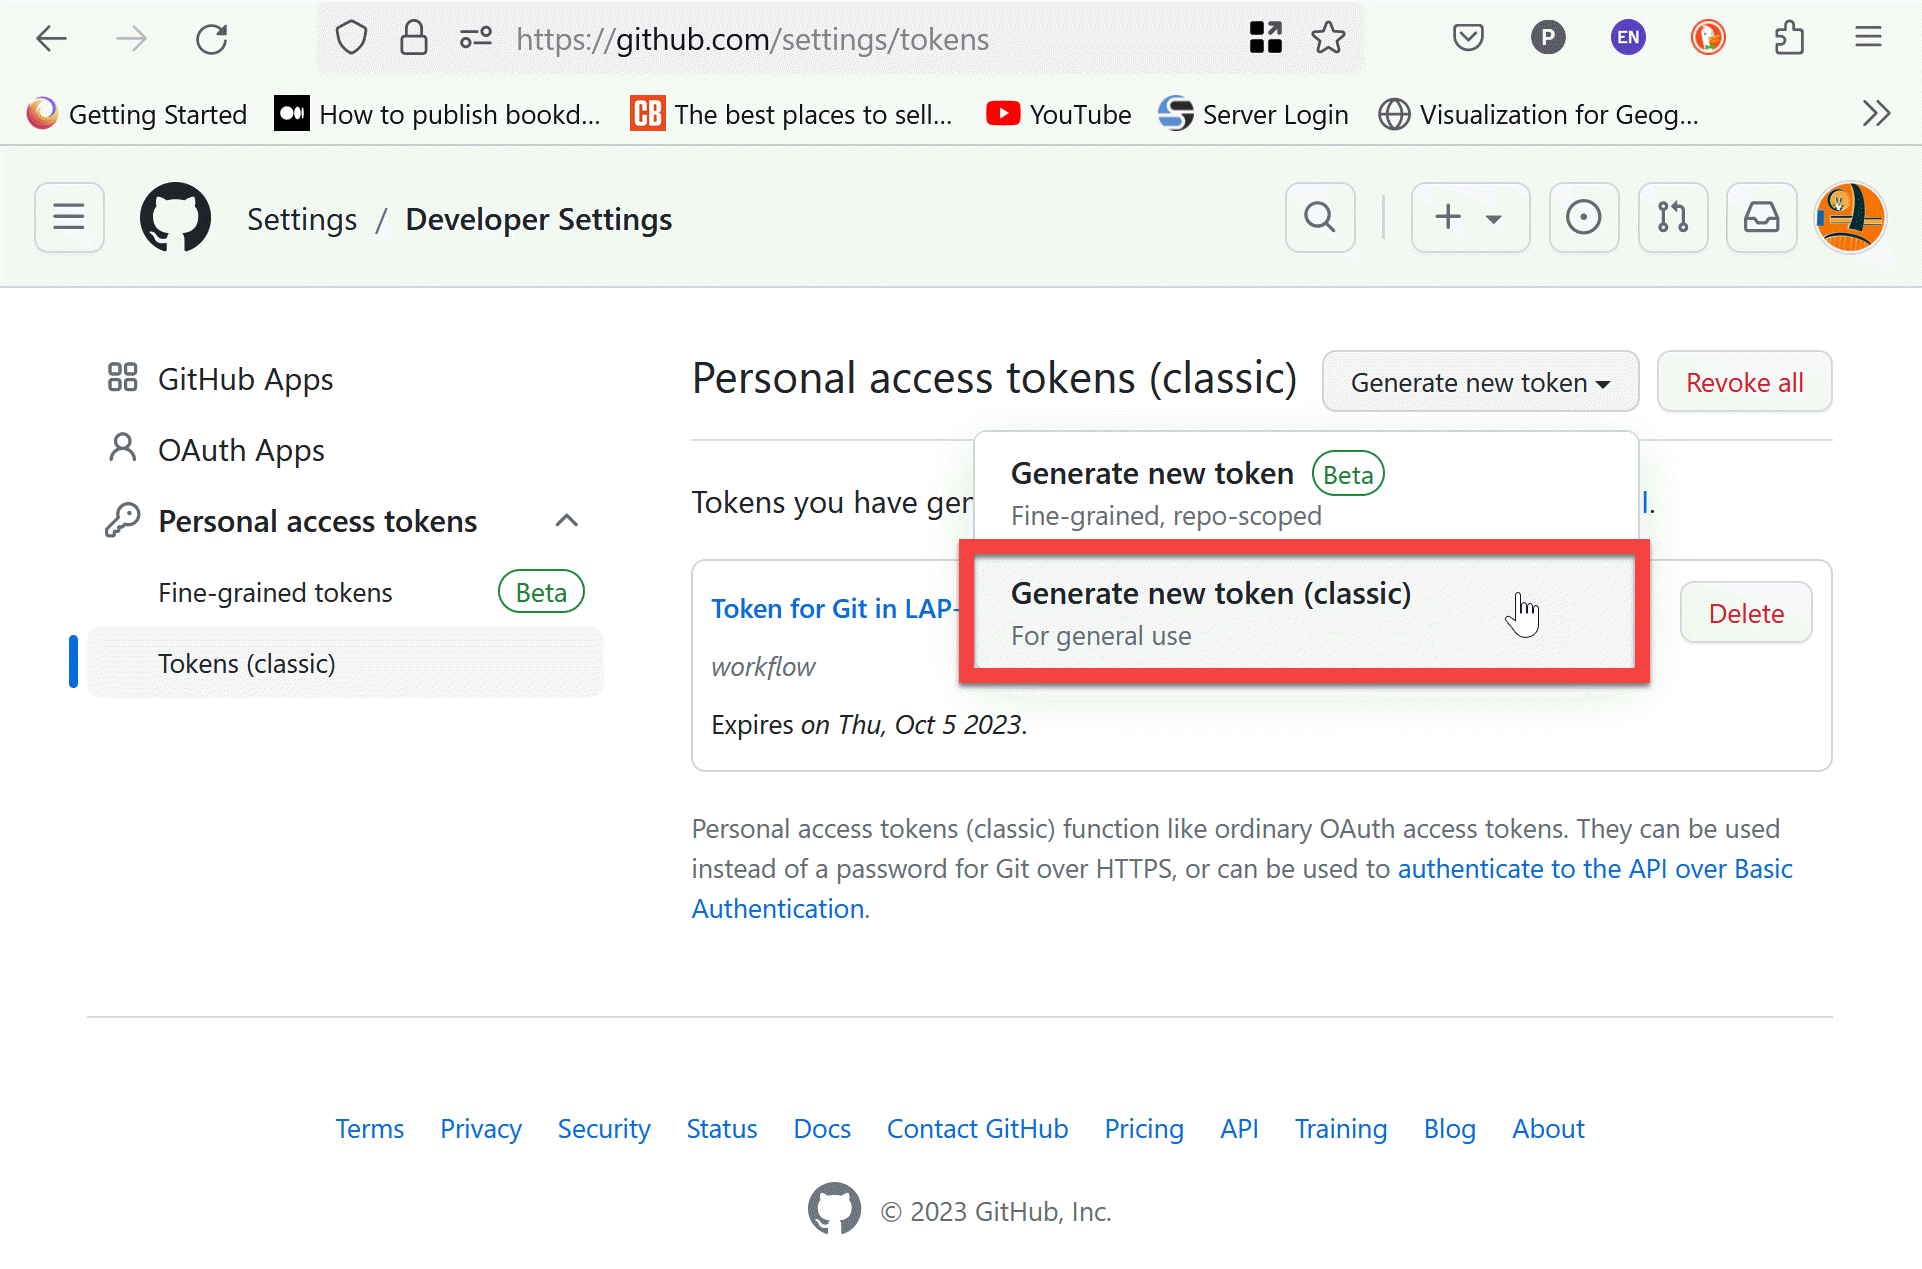 https://github.com/settings/tokens
P
EN
Getting Started
How to publish bookd...
CB
The best places to sell...
YouTube
Server Login
Visualization for Geog...
Settings / Developer Settings
GitHub Apps
OAuth Apps
Personal access tokens
Fine-grained tokens Beta
Tokens (classic)
Personal access tokens (classic)
Generate new token
Revoke all
Tokens you have gen
l.
Generate new token Beta
Fine-grained, repo-scoped
Generate new token (classic)
For general use
Token for Git in LAP-
Delete
workflow
Expires on Thu, Oct 5 2023.
Personal access tokens (classic) function like ordinary OAuth access tokens. They can be used
instead of a password for Git over HTTPS, or can be used to authenticate to the API over Basic
Authentication.
Terms Privacy Security Status Docs Contact GitHub Pricing API Training Blog About
© 2023 GitHub, Inc.